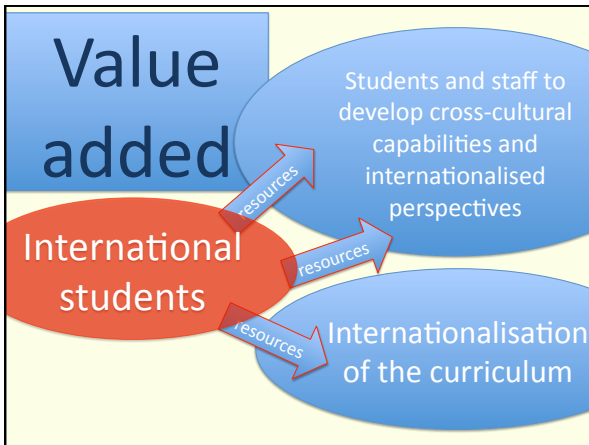 Value
added
Students and staff to
develop cross-cultural
capabilities and
internationalised
perspectives
resources
International
students
resources
resources
Internationalisation
of the curriculum